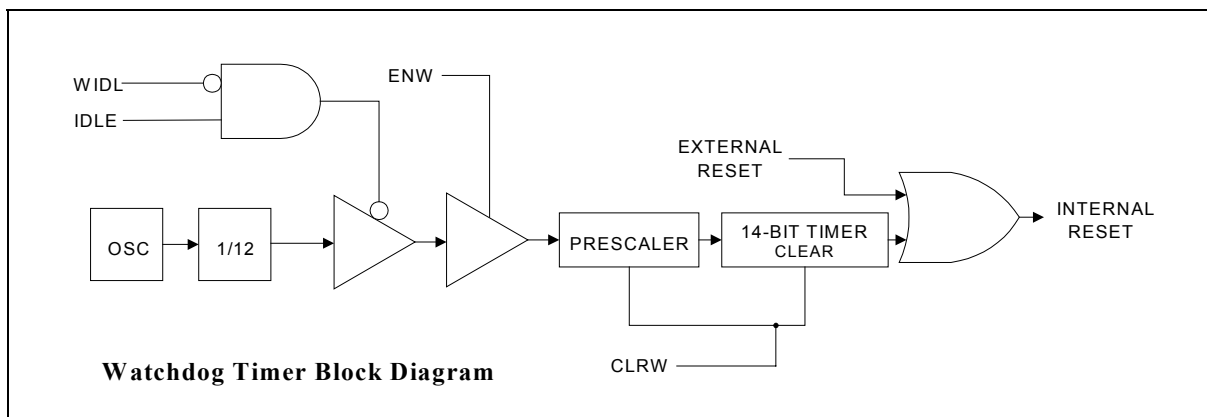 WIDL
IDLE
ENW
EXTERNAL
RESET
OSC
1/12
PRESCALER
14-BIT TIMER
CLEAR
INTERNAL
RESET
CLRW
Watchdog Timer Block Diagram